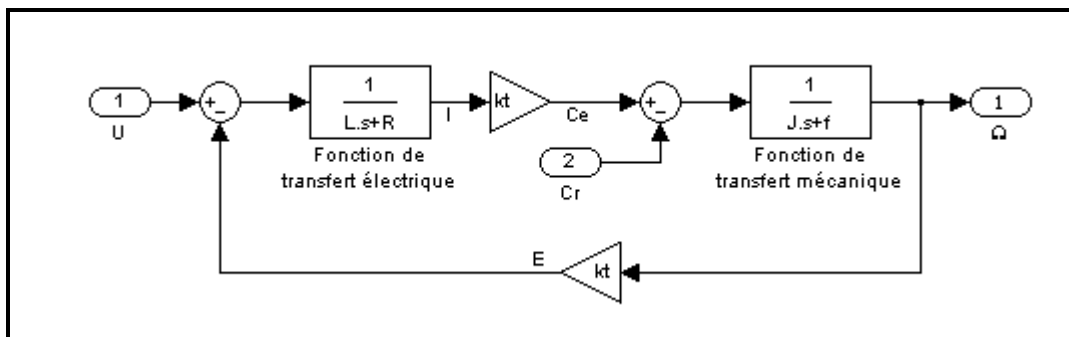 1
U
+
−
1
L.s+R
Fonction de
transfert électrique
I
kt
Ce
2
Cr
+
−
1
J.s+f
Fonction de
transfert mécanique
1
Ω
E
kt